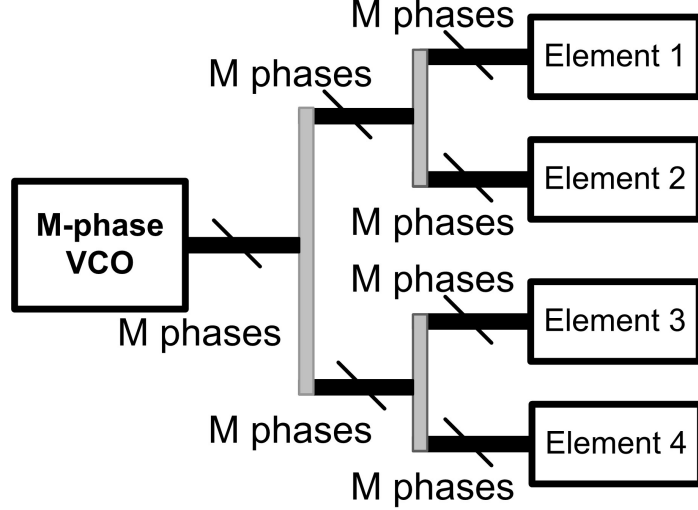 M phases
Element 1
M phases
Element 2
M phases
M-phase
VCO
M phases
M phases
Element 3
M phases
Element 4
M phases